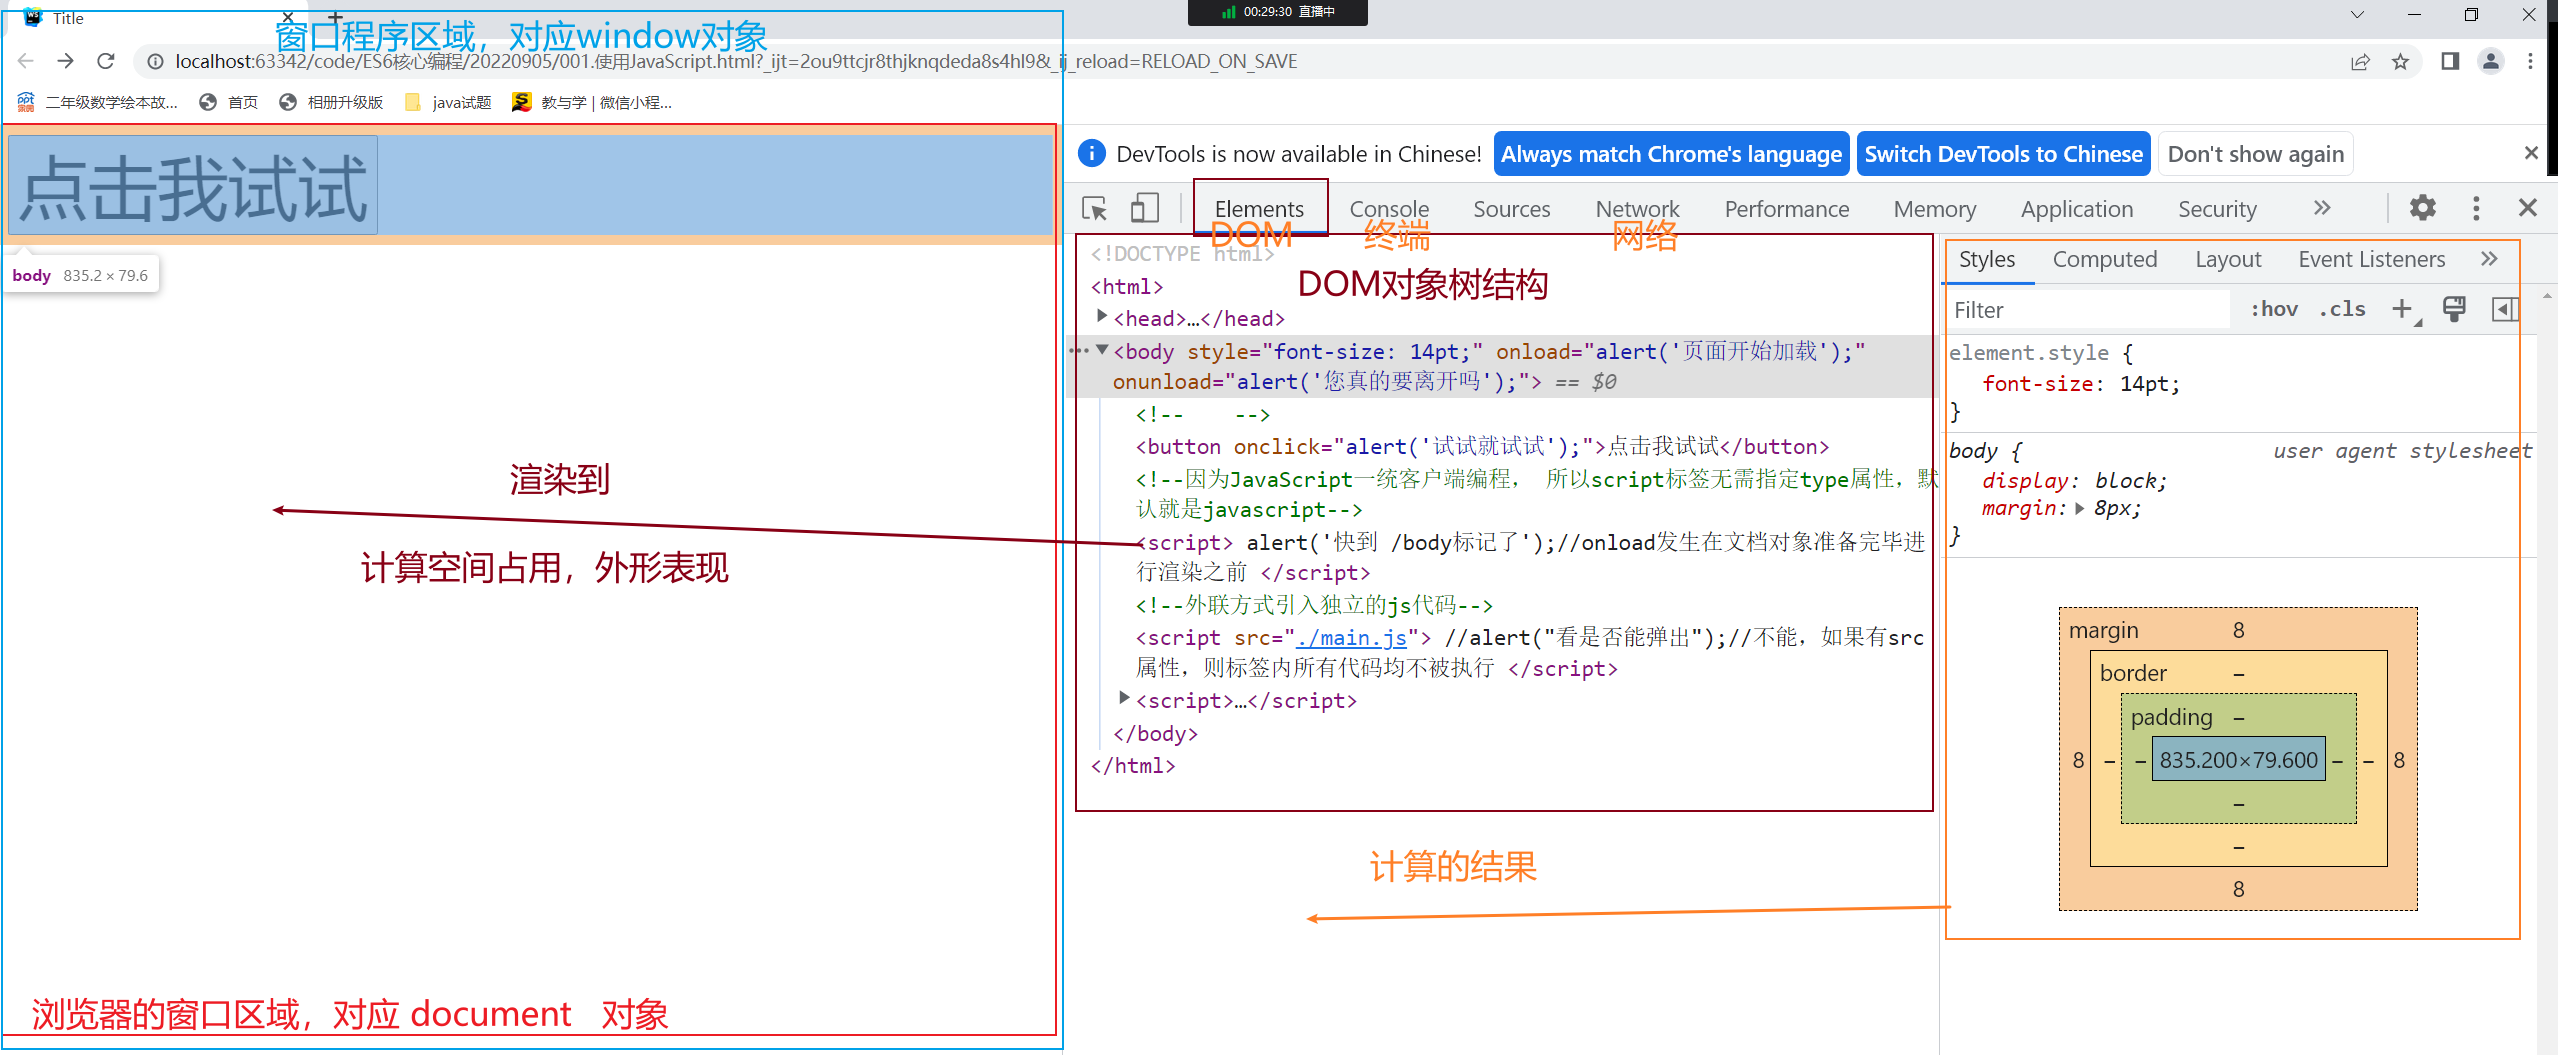 Title
00:29:30 直播中
窗口程序区域，对应window对象
localhost:63342/code/ES6核心编程/20220905/001.使用JavaScript.html?_ijt=2ou9ttcjr8thjknqdeda8s4hl9&_ij_reload=RELOAD_ON_SAVE
二年级数学绘本故... 首页 相册升级版 java试题 教与学 | 微信小程...
点击我试试
body 835.2 × 79.6
渲染到
计算空间占用，外形表现
浏览器的窗口区域，对应 document 对象
DevTools is now available in Chinese! Always match Chrome's language Switch DevTools to Chinese Don't show again
Elements Console Sources Network Performance Memory Application Security
DOM 终端 网络
<!DOCTYPE html>
DOM对象树结构
<html>
<head>…</head>
<body style="font-size: 14pt;" onload="alert('页面开始加载');"
onunload="alert('您真的要离开吗');"> == $0
<!-- -->
<button onclick="alert('试试就试试');">点击我试试</button>
<!--因为JavaScript一统客户端编程， 所以script标签无需指定type属性，默
认就是javascript-->
<script> alert('快到 /body标记了');//onload发生在文档对象准备完毕进
行渲染之前 </script>
<!--外联方式引入独立的js代码-->
<script src="./main.js"> //alert("看是否能弹出");//不能，如果有src
属性，则标签内所有代码均不被执行 </script>
<script>…</script>
</body>
</html>
计算的结果
Styles Computed Layout Event Listeners
Filter :hov .cls
element.style {
font-size: 14pt;
}
body { user agent stylesheet
display: block;
margin: 8px;
}
margin 8
border –
padding –
8 – – 835.200×79.600 – – 8
–
–
8